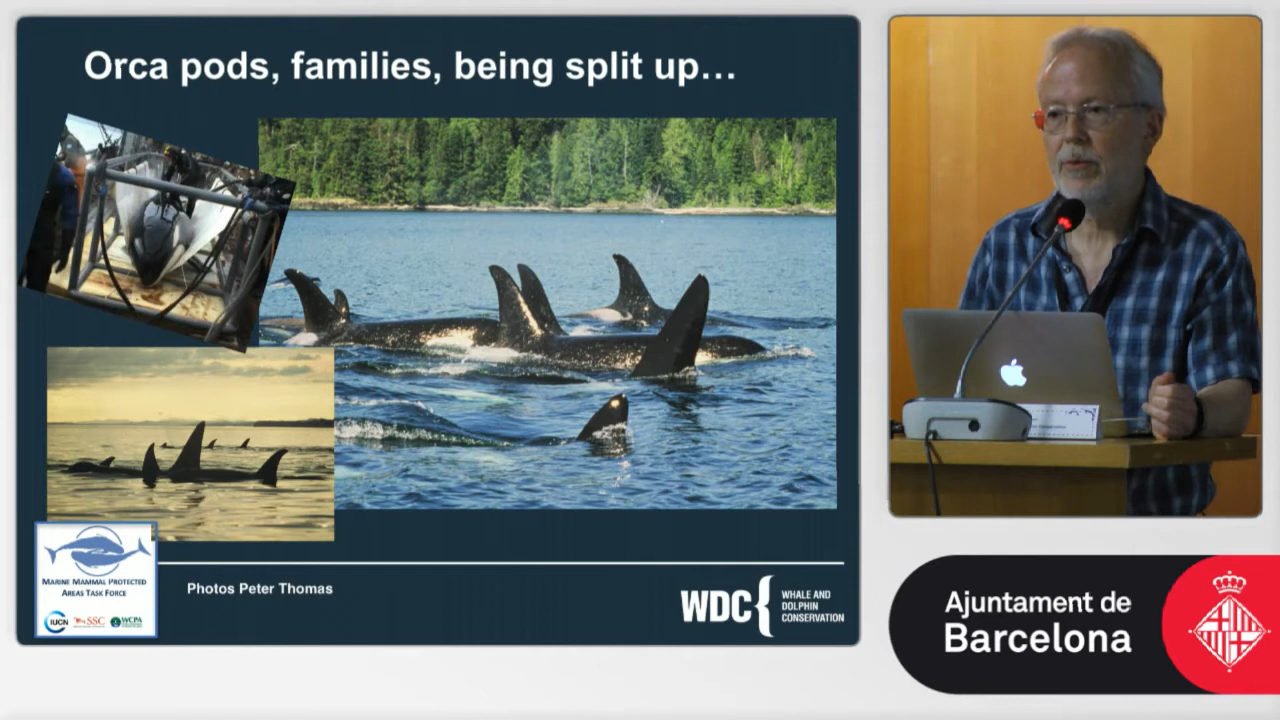 Orca pods, families, being split up…
MARINE MAMMAL PROTECTED
AREAS TASK FORCE
IUCN SSC WCPA
Photos Peter Thomas
WDC
WHALE AND
DOLPHIN
CONSERVATION
Ajuntament de
Barcelona